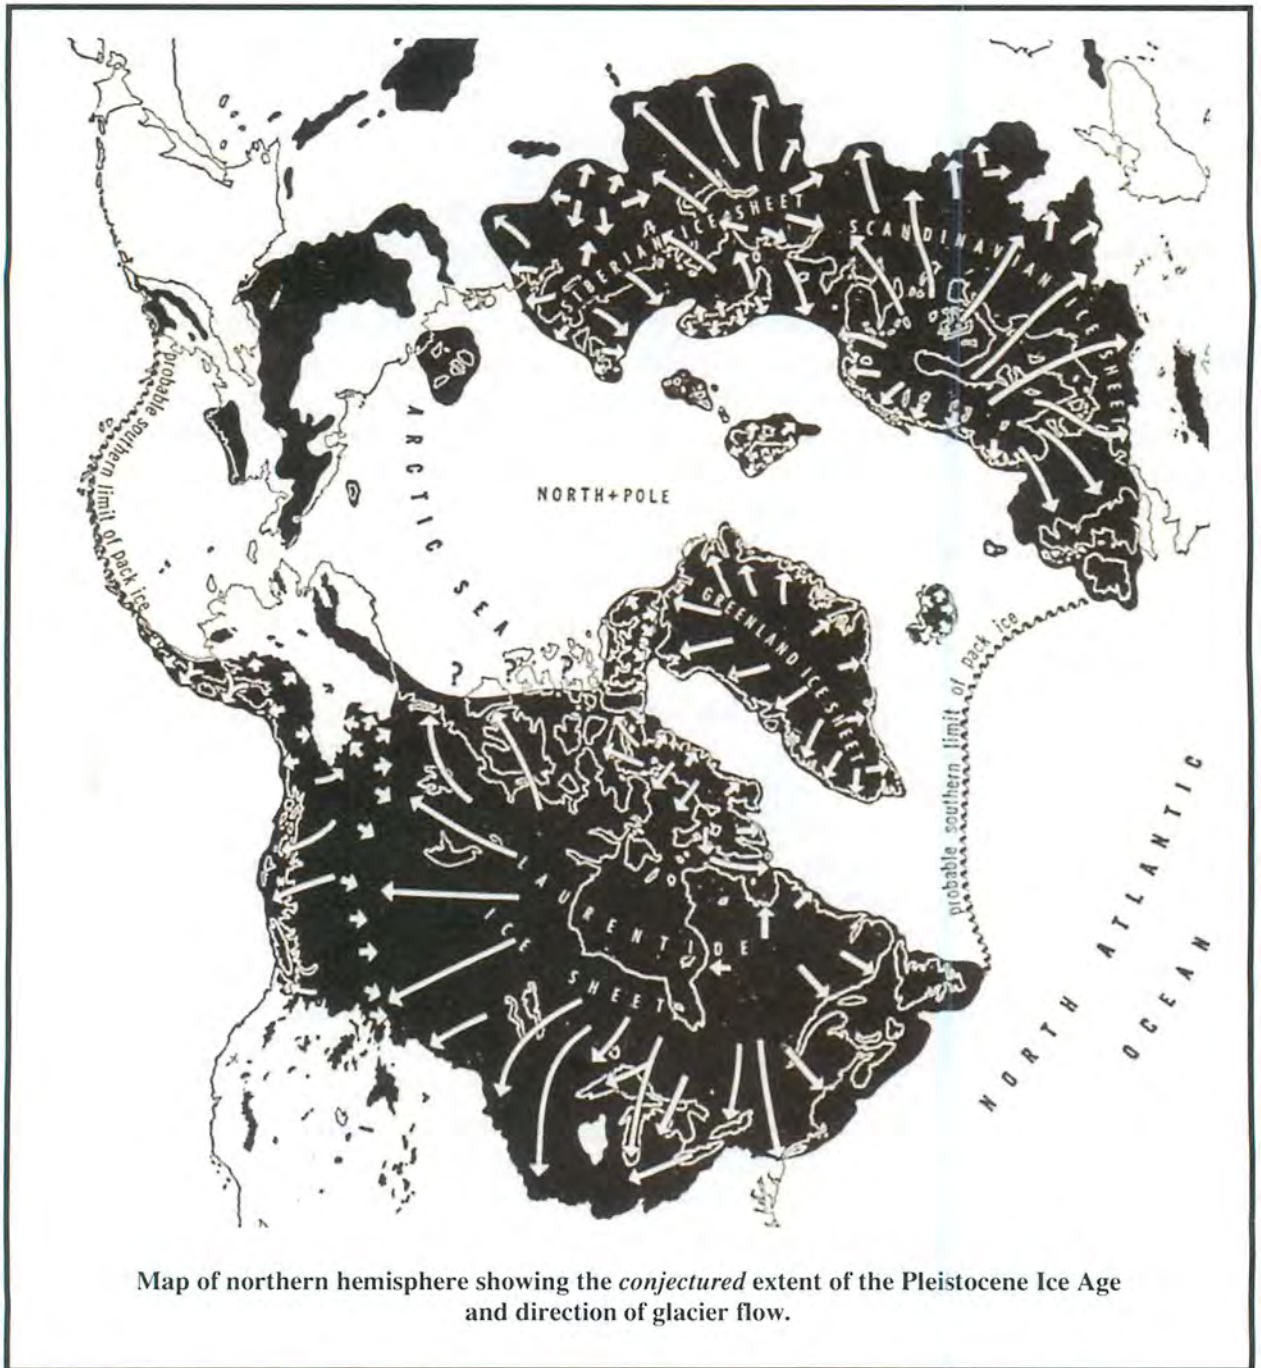 SIBERIAN ICE SHEET
SCANDINAVIAN ICE SHEET
probable southern limit of pack ice
ARCTIC SEA
NORTH+POLE
GREENLAND ICE SHEET
probable southern limit of pack ice
? ? ?
LAURENTIDE
ICE SHEET
NORTH ATLANTIC
OCEAN
Map of northern hemisphere showing the conjectured extent of the Pleistocene Ice Age
and direction of glacier flow.